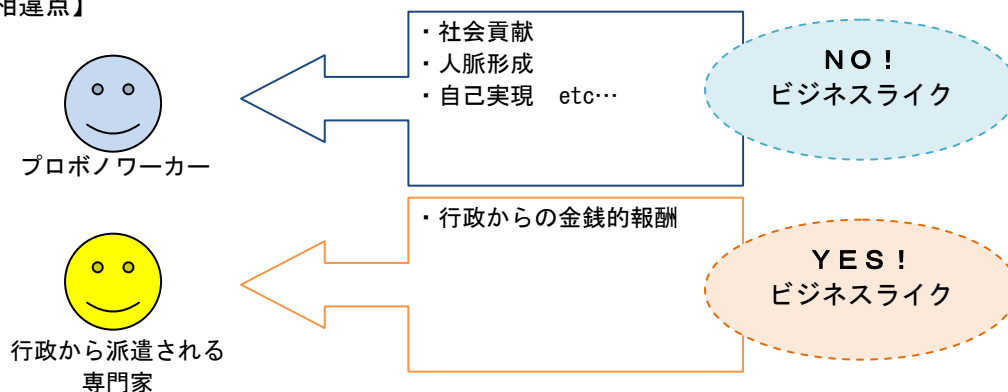 相違点】
・社会貢献
・人脈形成
・自己実現　etc…
ＮＯ！
ビジネスライク
プロボノワーカー
・行政からの金銭的報酬
ＹＥＳ！
ビジネスライク
行政から派遣される
専門家